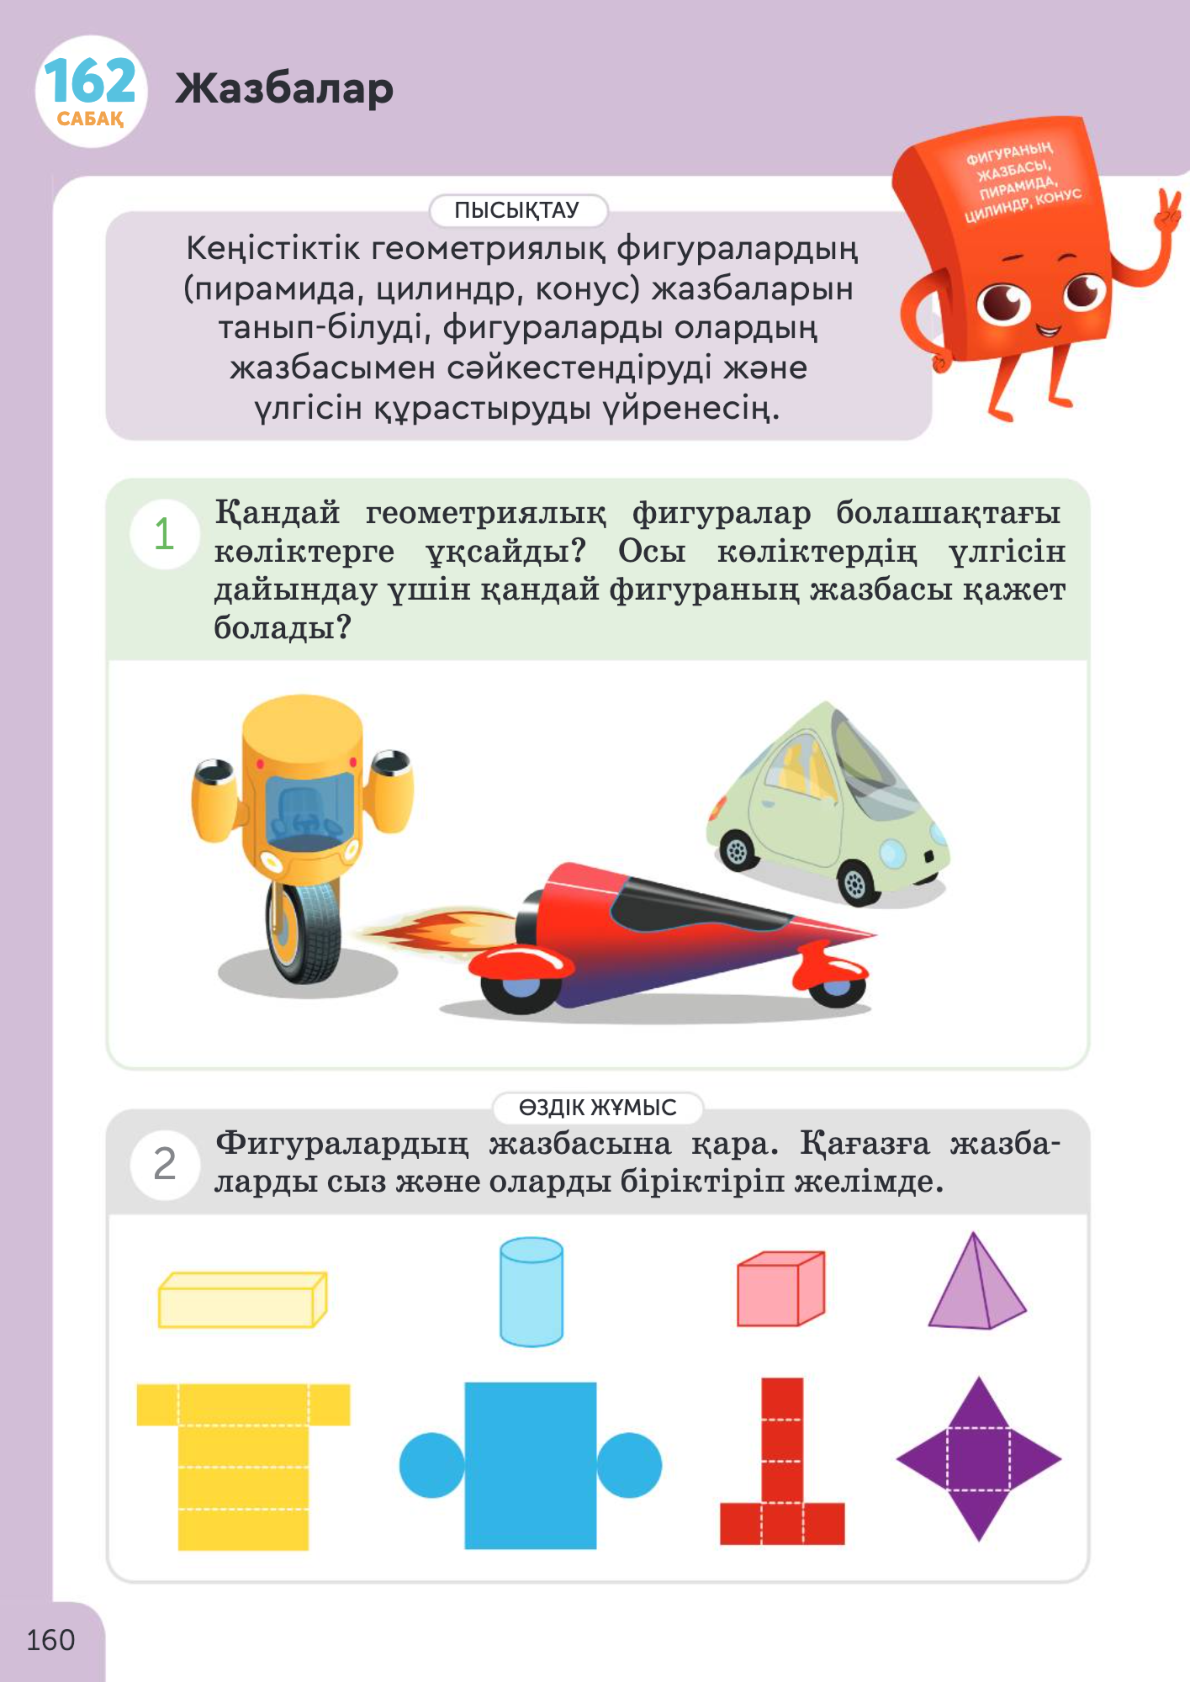 162
САБАҚ
Жазбалар
ФИГУРАНЫҢ
ЖАЗБАСЫ,
ПИРАМИДА,
ЦИЛИНДР, КОНУС
ПЫСЫҚТАУ
Кеңістіктік геометриялық фигуралардың
(пирамида, цилиндр, конус) жазбаларын
танып-білуді, фигураларды олардың
жазбасымен сәйкестендіруді және
үлгісін құрастыруды үйренесің.
1
Қандай геометриялық фигуралар болашақтағы
көліктерге ұқсайды? Осы көліктердің үлгісін
дайындау үшін қандай фигураның жазбасы қажет
болады?
ӨЗДІК ЖҰМЫС
2
Фигуралардың жазбасына қара. Қағазға жазба-
ларды сыз және оларды біріктіріп желімде.
160